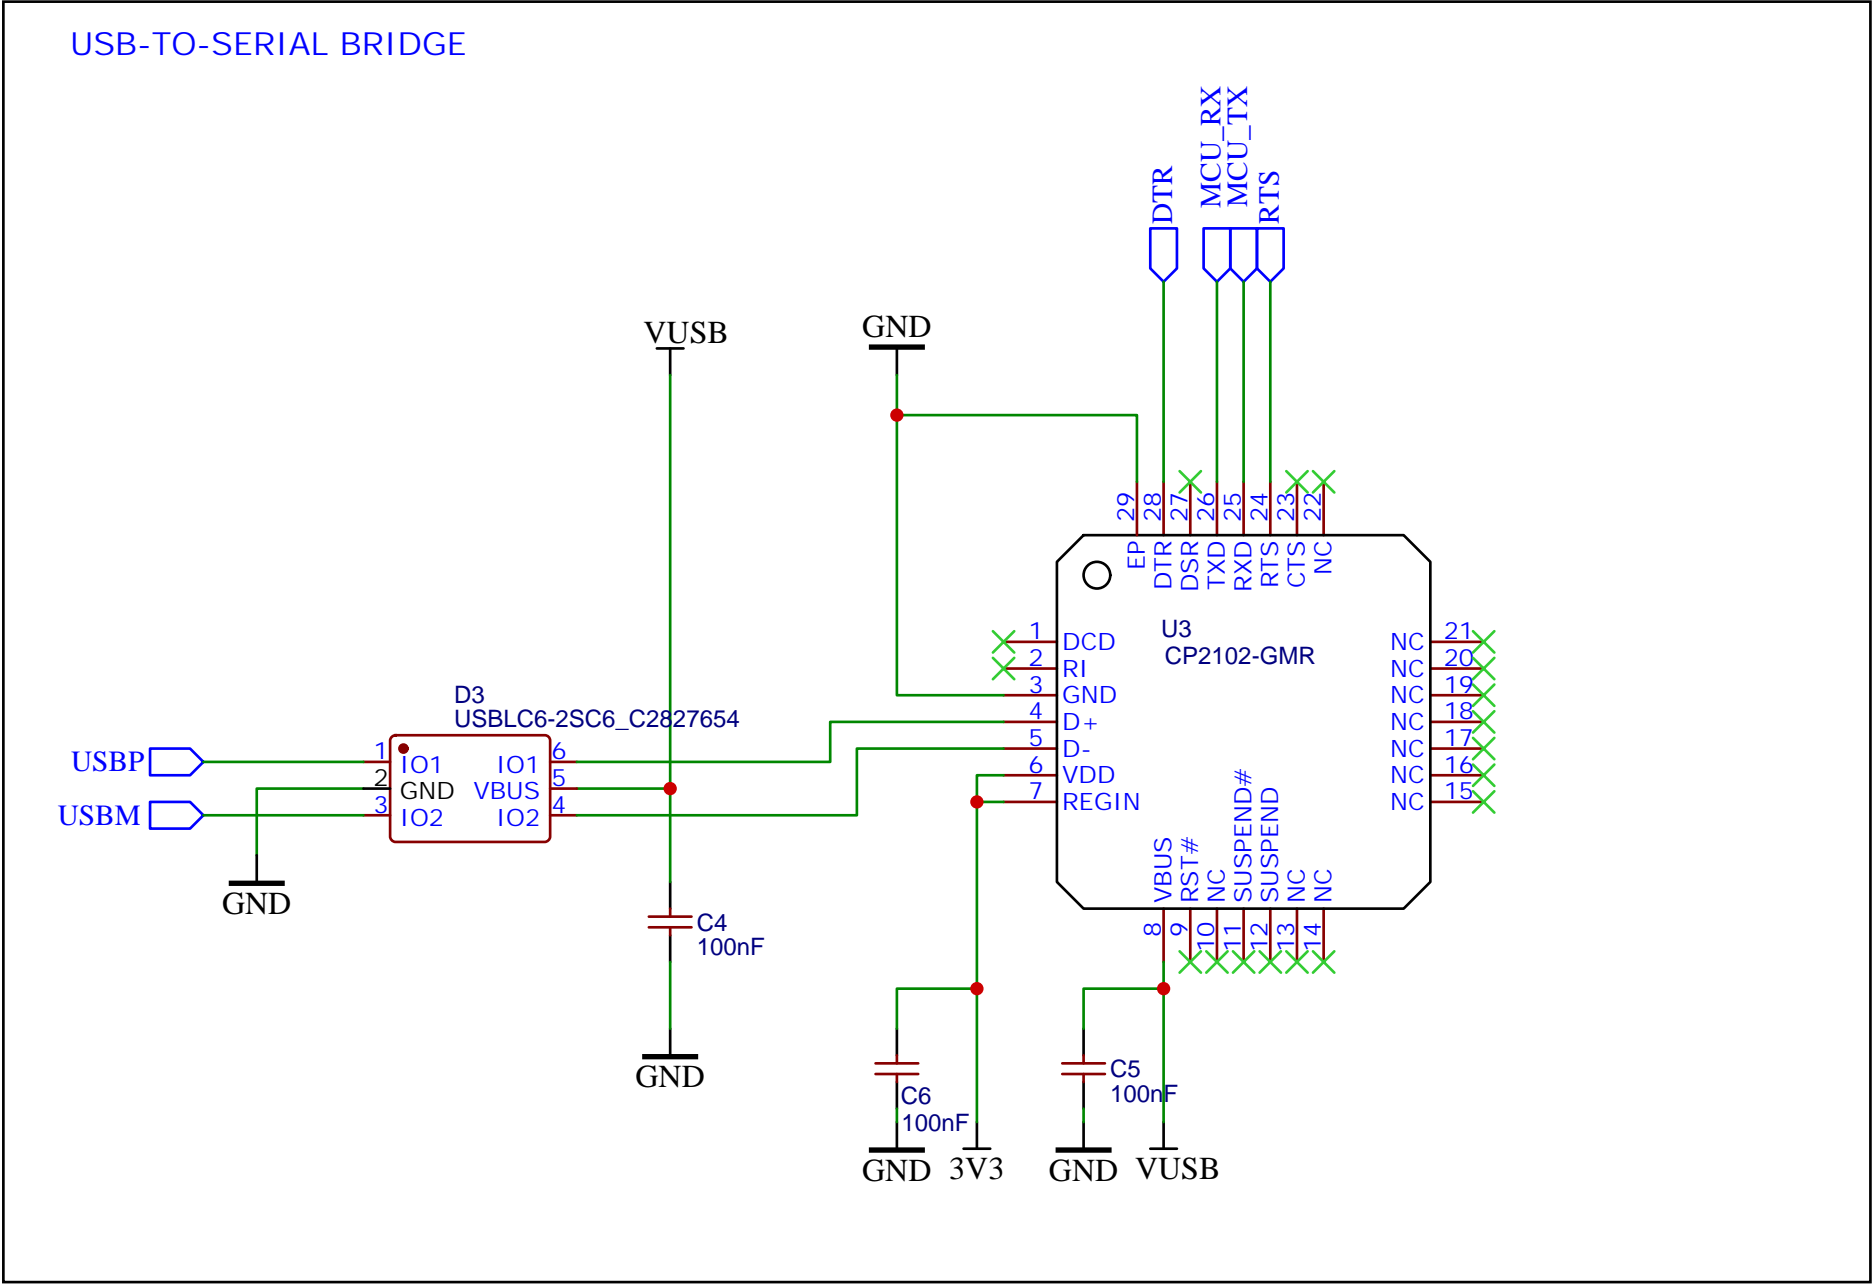 USB-TO-SERIAL BRIDGE
DTR
MCU_RX
MCU_TX
RTS
VUSB
GND
29
28
27
26
25
24
23
22
EP
DTR
DSR
TXD
RXD
RTS
CTS
NC
U3
CP2102-GMR
1 DCD
2 RI
3 GND
4 D+
5 D-
6 VDD
7 REGIN
NC 21
NC 20
NC 19
NC 18
NC 17
NC 16
NC 15
VBUS
RST#
NC
SUSPEND#
SUSPEND
NC
NC
8
9
10
11
12
13
14
D3
USBLC6-2SC6_C2827654
USBP
USBM
1 IO1
2 GND
3 IO2
IO1 6
VBUS 5
IO2 4
GND
C4
100nF
GND
C6
100nF
GND
3V3
C5
100nF
GND
VUSB